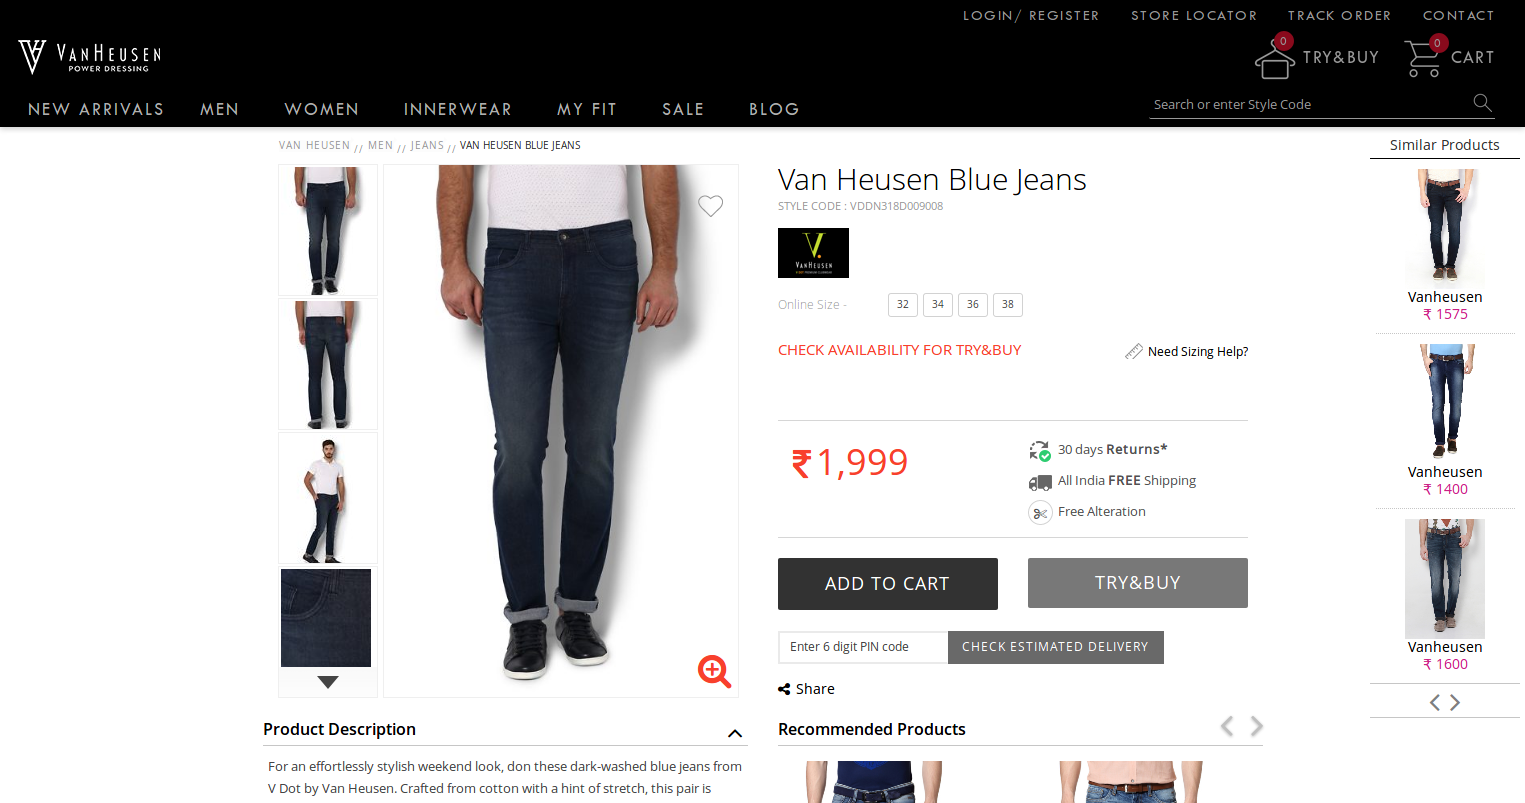 LOGIN/ REGISTER STORE LOCATOR TRACK ORDER CONTACT
VANHEUSEN
POWER DRESSING
0
TRY&BUY
0
CART
NEW ARRIVALS MEN WOMEN INNERWEAR MY FIT SALE BLOG
Search or enter Style Code
VAN HEUSEN // MEN // JEANS // VAN HEUSEN BLUE JEANS
Van Heusen Blue Jeans
STYLE CODE : VDDN318D009008
V.
VANHEUSEN
Online Size - 32 34 36 38
CHECK AVAILABILITY FOR TRY&BUY
Need Sizing Help?
₹1,999
30 days Returns*
All India FREE Shipping
Free Alteration
ADD TO CART
TRY&BUY
Enter 6 digit PIN code
CHECK ESTIMATED DELIVERY
Share
Product Description
For an effortlessly stylish weekend look, don these dark-washed blue jeans from
V Dot by Van Heusen. Crafted from cotton with a hint of stretch, this pair is
Recommended Products
Similar Products
Vanheusen
₹ 1575
Vanheusen
₹ 1400
Vanheusen
₹ 1600